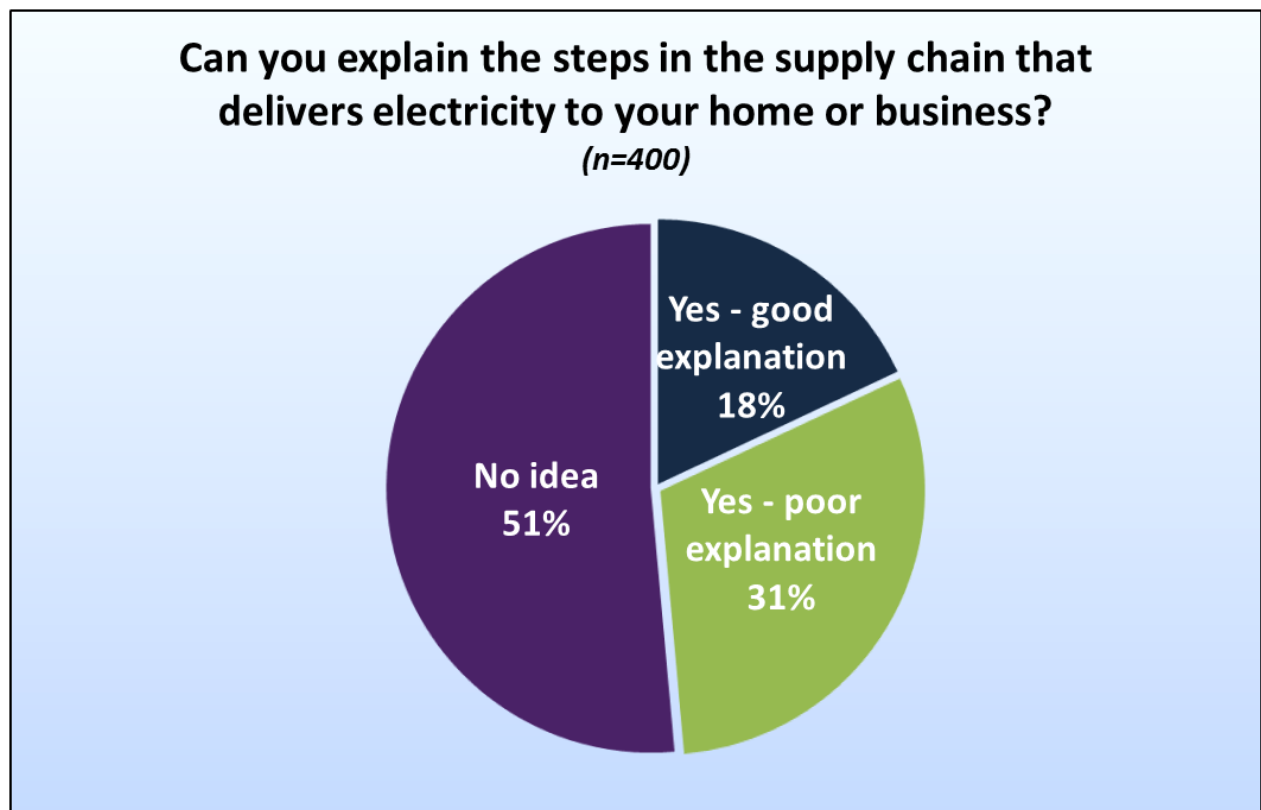 Can you explain the steps in the supply chain that
delivers electricity to your home or business?
(n=400)
Yes - good
explanation
18%
No idea
51%
Yes - poor
explanation
31%